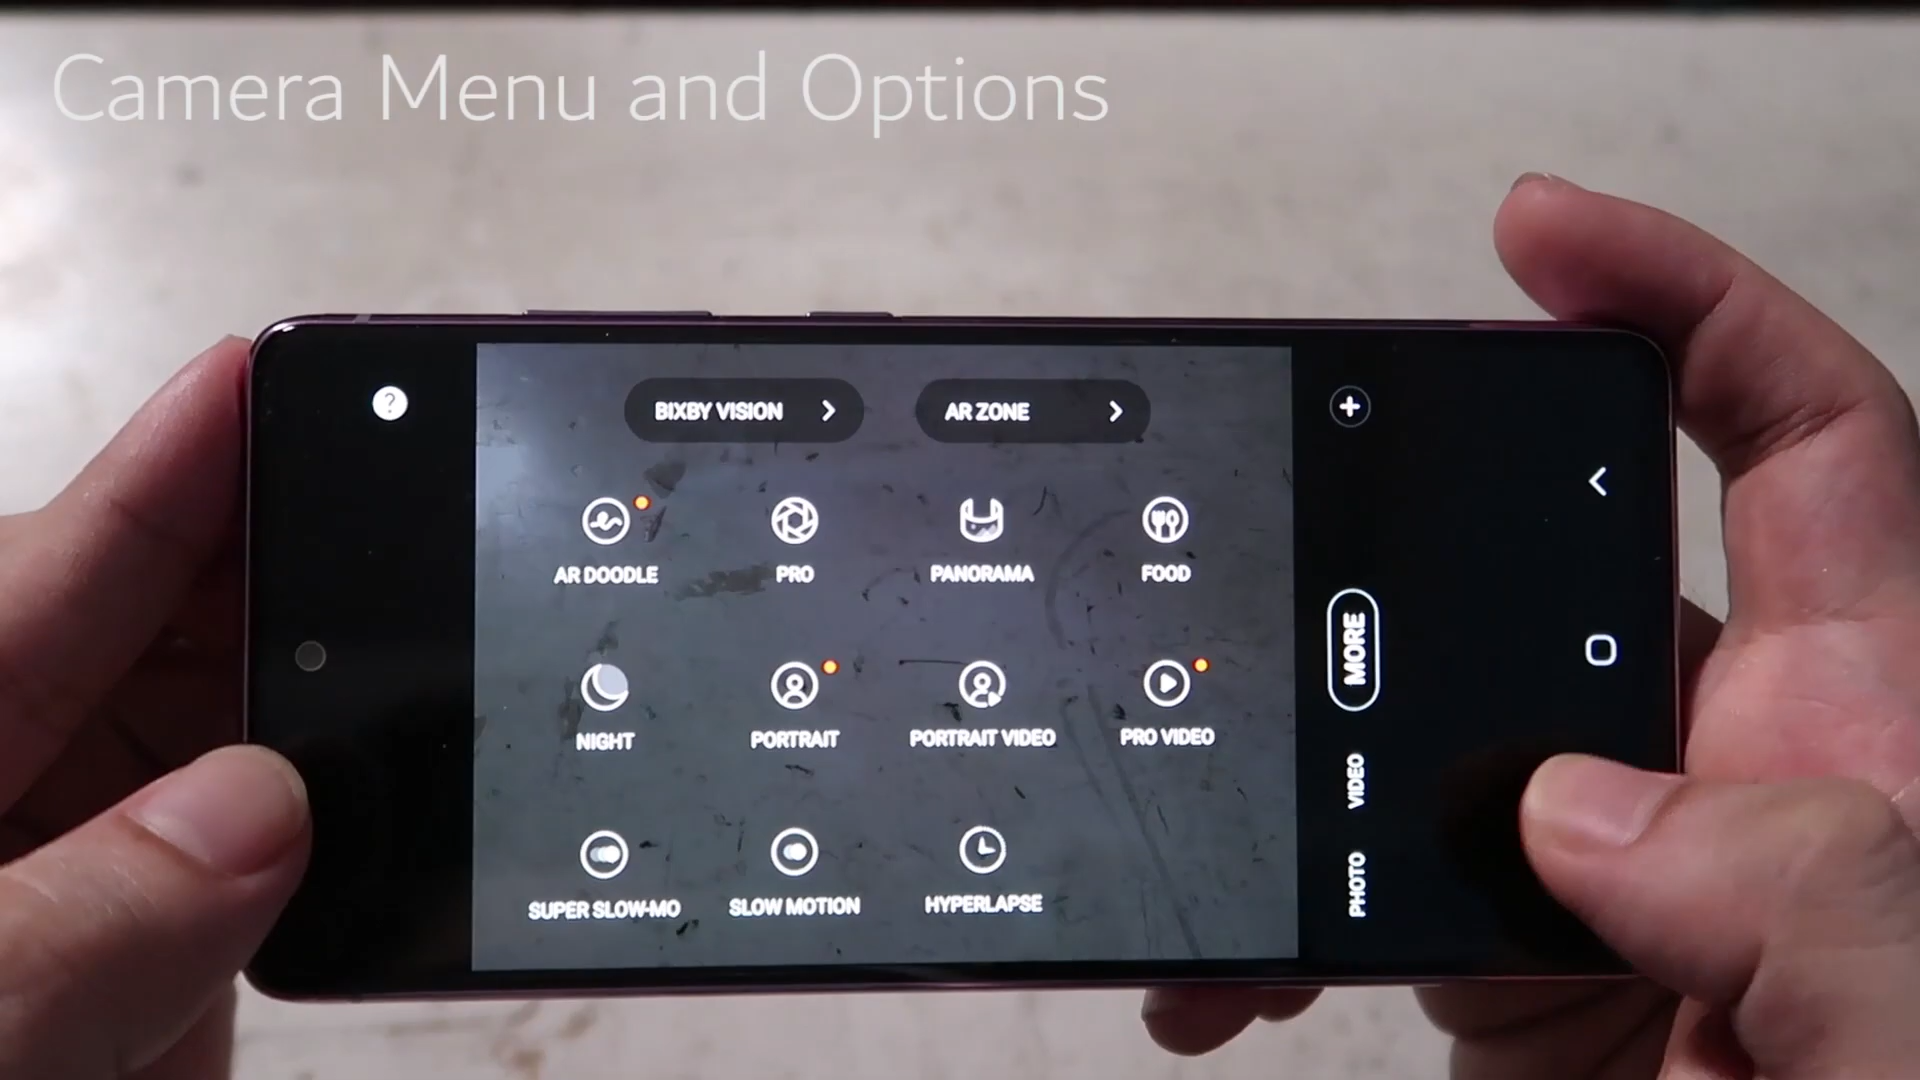 Camera Menu and Options
?
BIXBY VISION
AR ZONE
AR DOODLE
PRO
PANORAMA
FOOD
NIGHT
PORTRAIT
PORTRAIT VIDEO
PRO VIDEO
SUPER SLOW-MO
SLOW MOTION
HYPERLAPSE
MORE
VIDEO
PHOTO